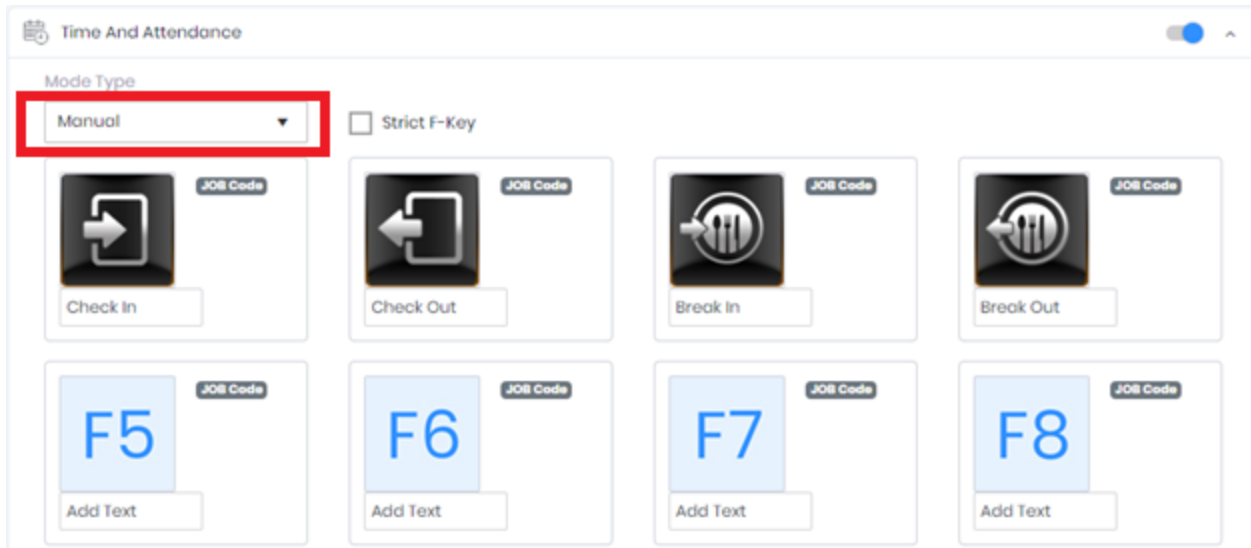 Time And Attendance
Mode Type
Manual
Strict F-Key
JOB Code
JOB Code
JOB Code
JOB Code
Check In
Check Out
Break In
Break Out
JOB Code
JOB Code
JOB Code
JOB Code
F5
F6
F7
F8
Add Text
Add Text
Add Text
Add Text